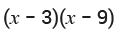 (x − 3)(x − 9)